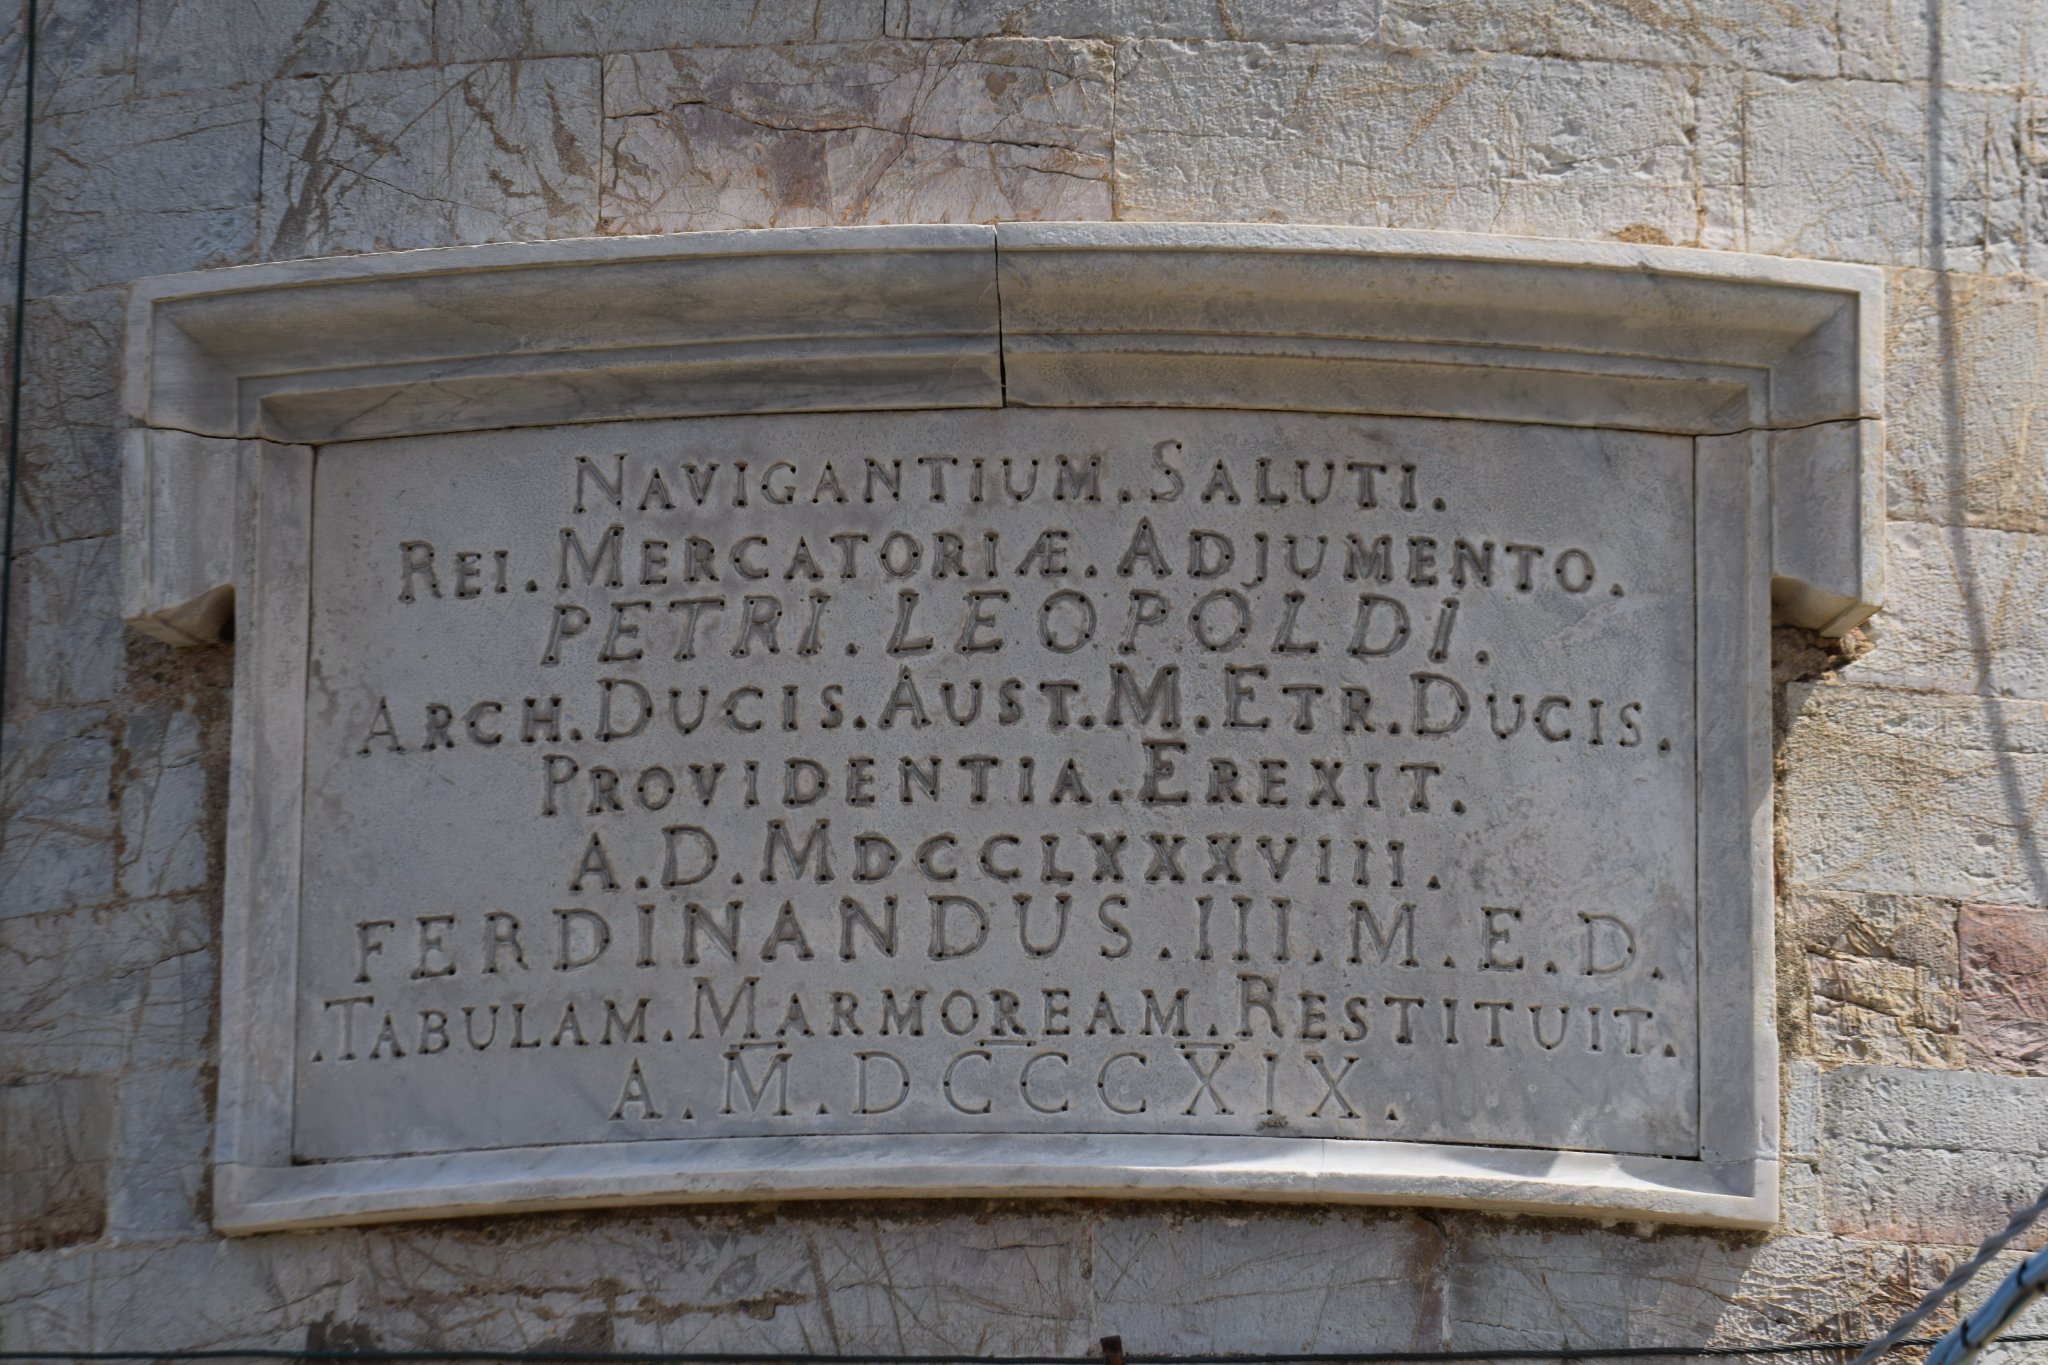 NAVIGANTIUM. SALUTI.
REI. MERCATORIÆ. ADJUMENTO.
PETRI. LEOPOLDI.
ARCH. DUCIS. AUST. M. ETR. DUCIS.
PROVIDENTIA. EREXIT.
A. D. MDCCLXXXVIII.
FERDINANDUS. III. M. E. D.
.TABULAM. MARMOREAM. RESTITUIT.
A. M. DCCCXIX.